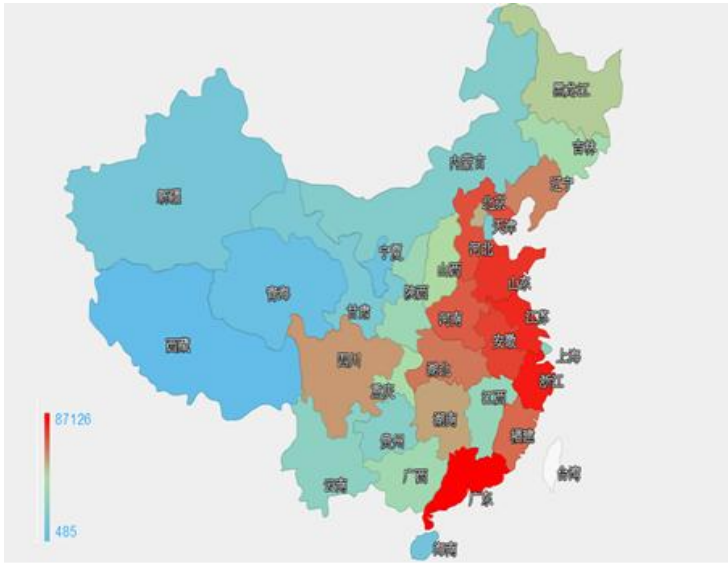 黑龙江
吉林
辽宁
内蒙古
新疆
北京
天津
宁夏
河北
山西
山东
青海
陕西
甘肃
河南
江苏
西藏
安徽
上海
四川
湖北
浙江
重庆
江西
湖南
福建
贵州
广西
云南
台湾
广东
海南
87126
485